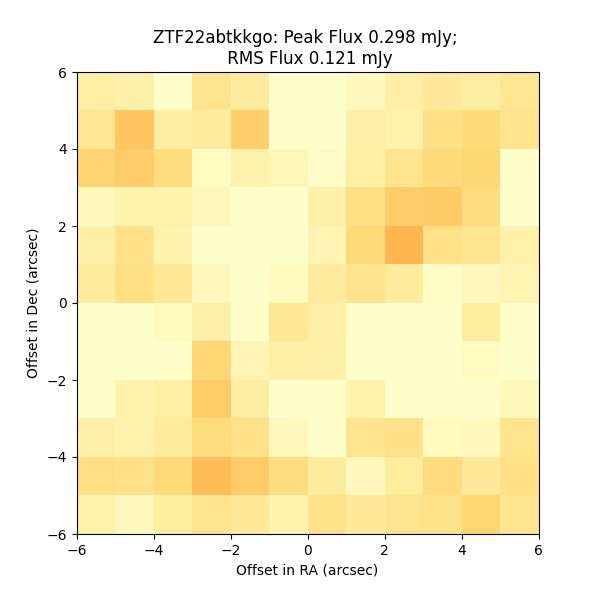 ZTF22abtkkgo: Peak Flux 0.298 mJy;
RMS Flux 0.121 mJy
6
4
2
0
−2
−4
−6
Offset in Dec (arcsec)
−6 −4 −2 0 2 4 6
Offset in RA (arcsec)